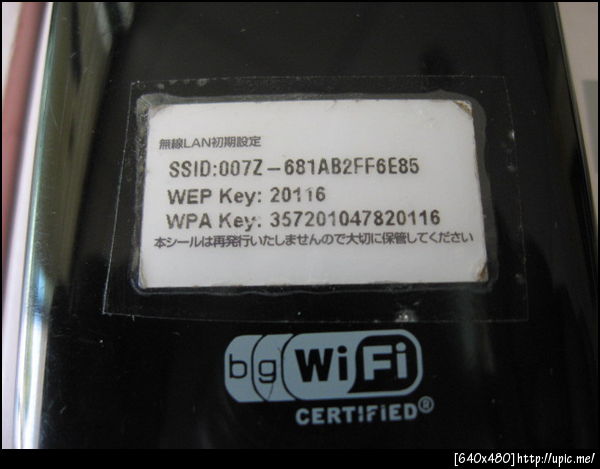 無線LAN初期設定
SSID:007Z-681AB2FF6E85
WEP Key: 20116
WPA Key: 357201047820116
本シールは再発行いたしませんので大切に保管してください
bg WiFi
CERTIFIED®
[640x480]http://upic.me/